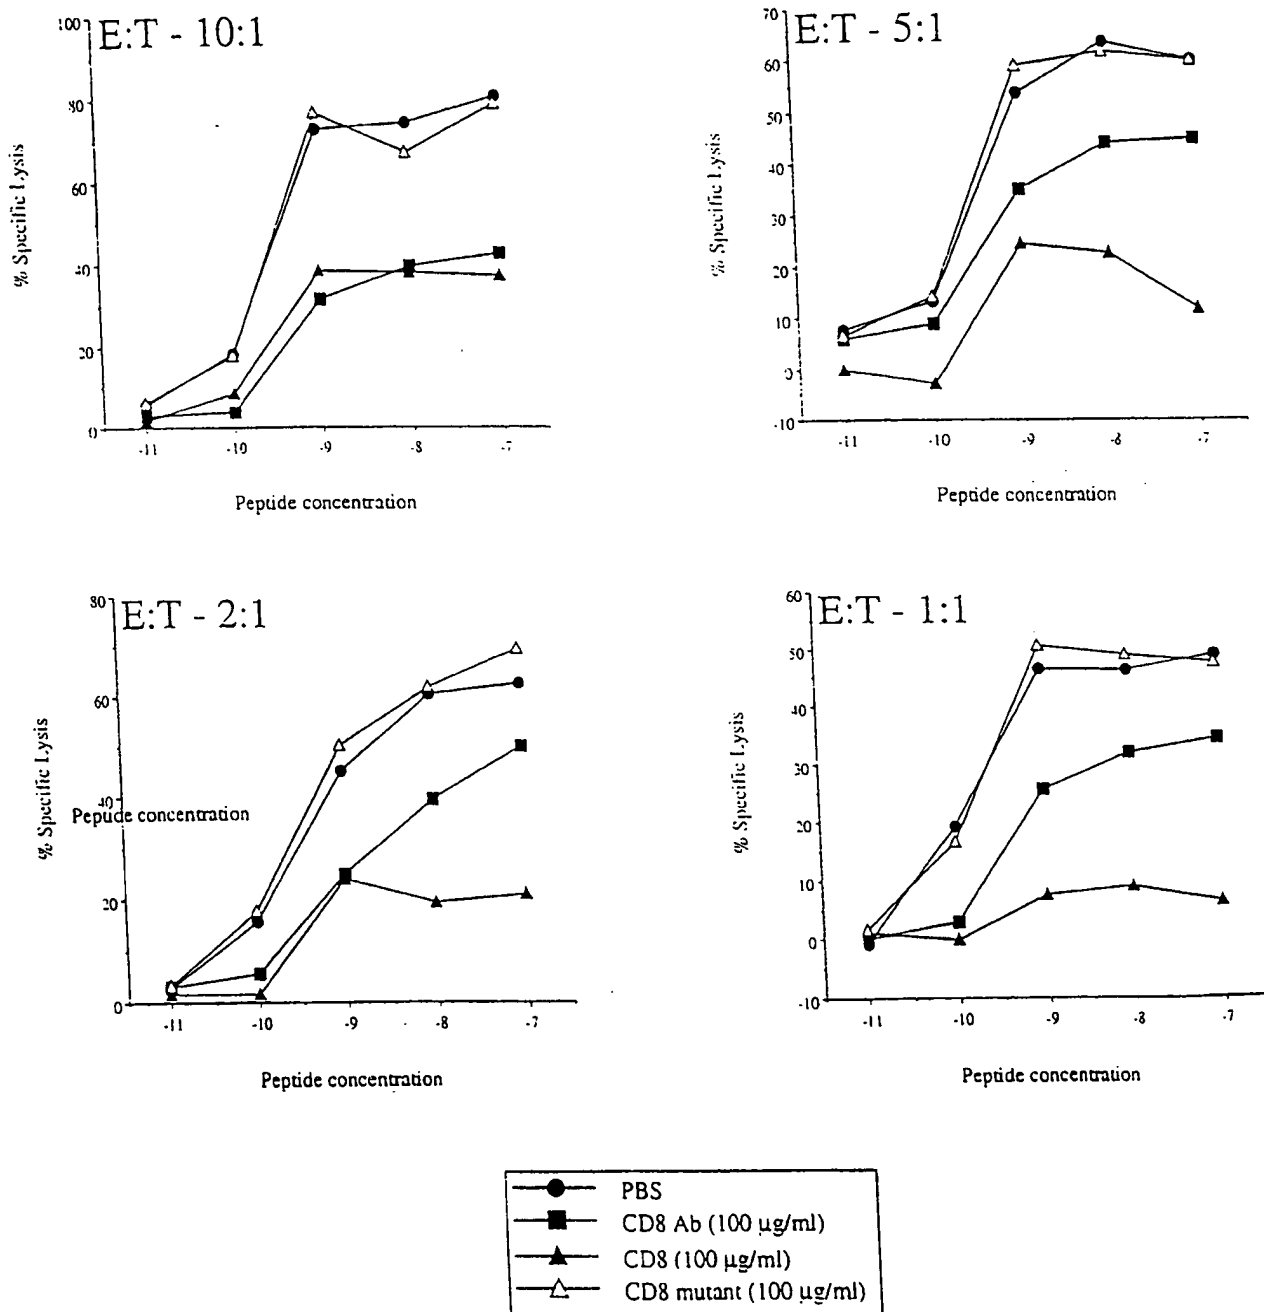 E:T - 10:1
100
80
60
40
20
0
% Specific Lysis
-11 -10 -9 -8 -7
Peptide concentration
E:T - 5:1
70
60
50
40
30
20
10
0
-10
% Specific Lysis
-11 -10 -9 -8 -7
Peptide concentration
E:T - 2:1
80
60
40
20
0
% Specific Lysis
Peptide concentration
-11 -10 -9 -8 -7
Peptide concentration
E:T - 1:1
60
50
40
30
20
10
0
-10
% Specific Lysis
-11 -10 -9 -8 -7
Peptide concentration
PBS
CD8 Ab (100 µg/ml)
CD8 (100 µg/ml)
CD8 mutant (100 µg/ml)